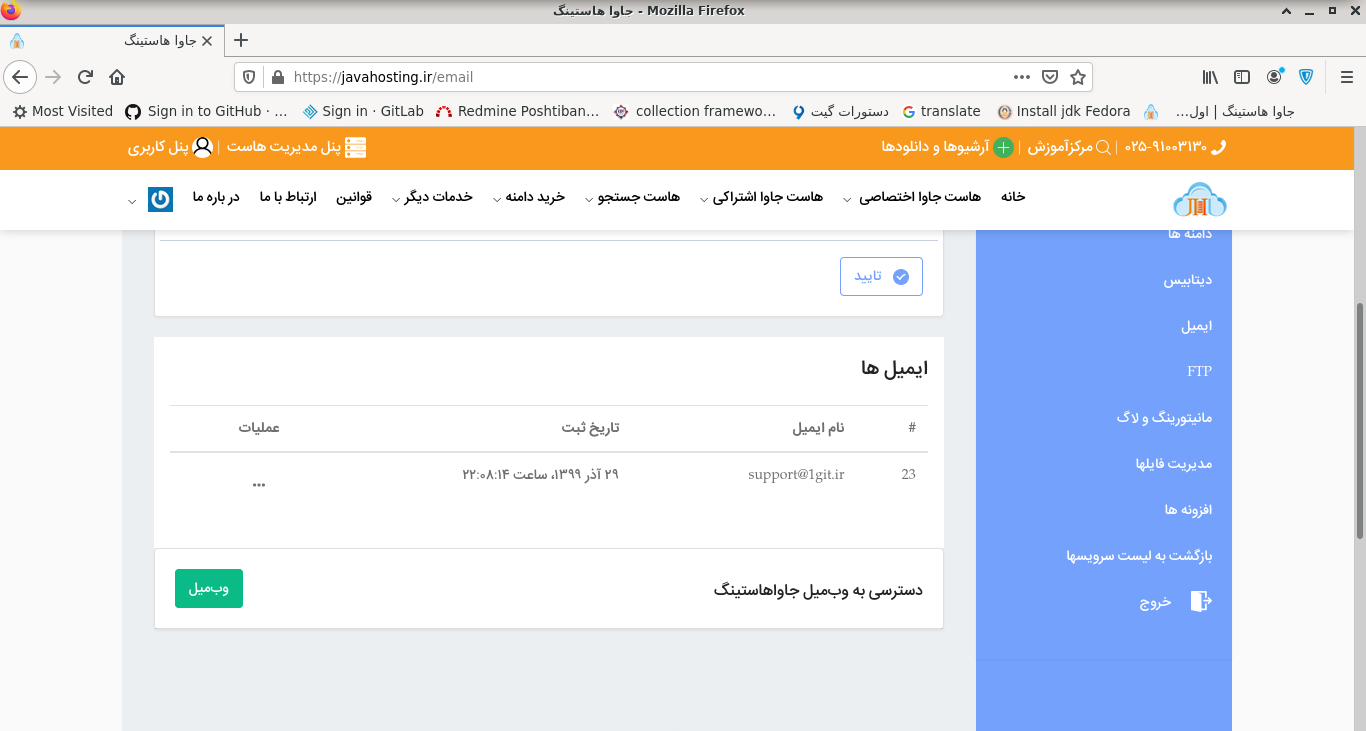 جاوا هاستینگ - Mozilla Firefox
جاوا هاستینگ
https://javahosting.ir/email
Most Visited
Sign in to GitHub · ...
Sign in · GitLab
Redmine Poshtiban...
collection framewo...
دستورات گیت
translate
Install jdk Fedora
جاوا هاستینگ | اول...
۰۲۵-۹۱۰۰۳۱۳۰ | مرکزآموزش | آرشیوها و دانلودها
پنل مدیریت هاست | پنل کاربری
JHL
خانه
هاست جاوا اختصاصی
هاست جاوا اشتراکی
هاست جستجو
خرید دامنه
خدمات دیگر
قوانین
ارتباط با ما
در باره ما
دامنه ها
دیتابیس
ایمیل
FTP
مانیتورینگ و لاگ
مدیریت فایلها
افزونه ها
بازگشت به لیست سرویسها
خروج
تایید
ایمیل ها
# نام ایمیل تاریخ ثبت عملیات
23 support@1git.ir ۲۹ آذر ۱۳۹۹، ساعت ۲۲:۰۸:۱۴ ...
دسترسی به وب‌میل جاواهاستینگ
وب‌میل